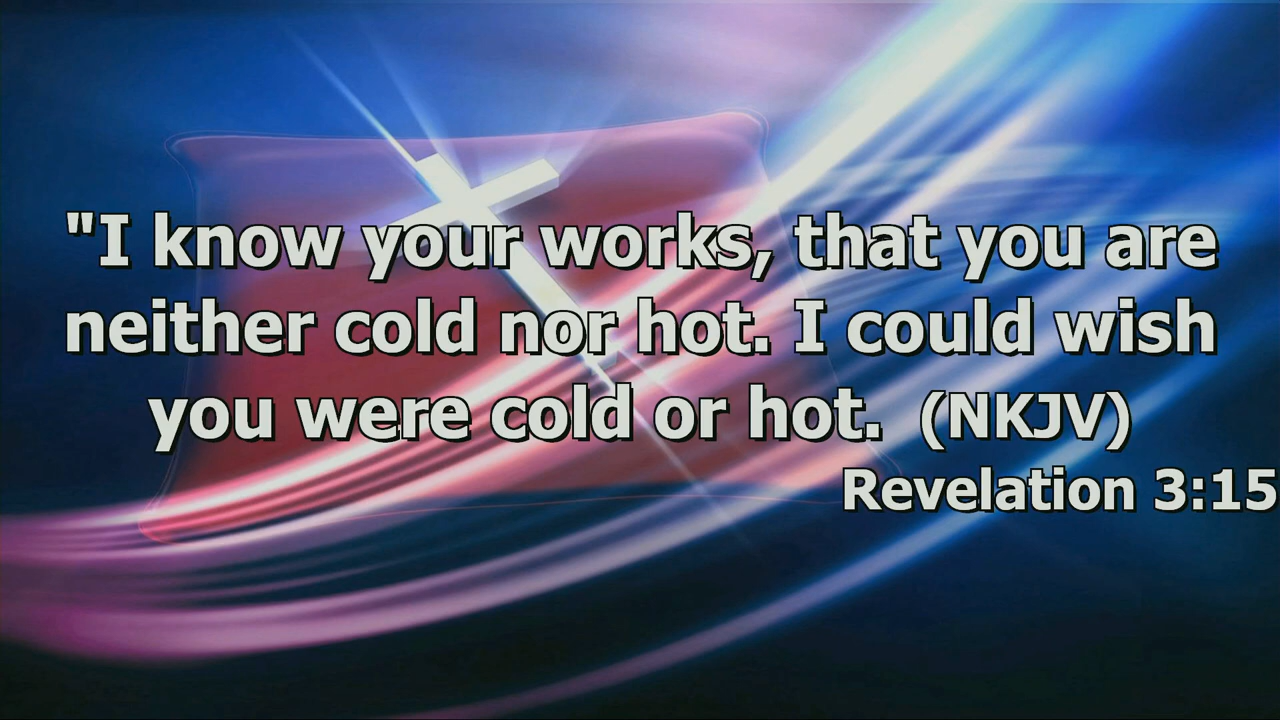 "I know your works, that you are
neither cold nor hot. I could wish
you were cold or hot. (NKJV)
Revelation 3:15